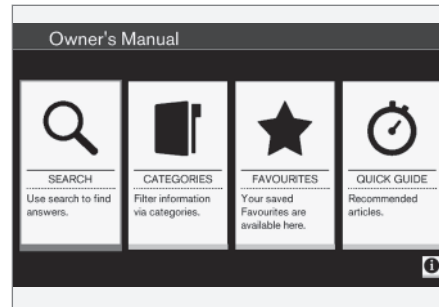 Owner's Manual
SEARCH
Use search to find
answers.
CATEGORIES
Filter information
via categories.
FAVOURITES
Your saved
Favourites are
available here.
QUICK GUIDE
Recommended
articles.